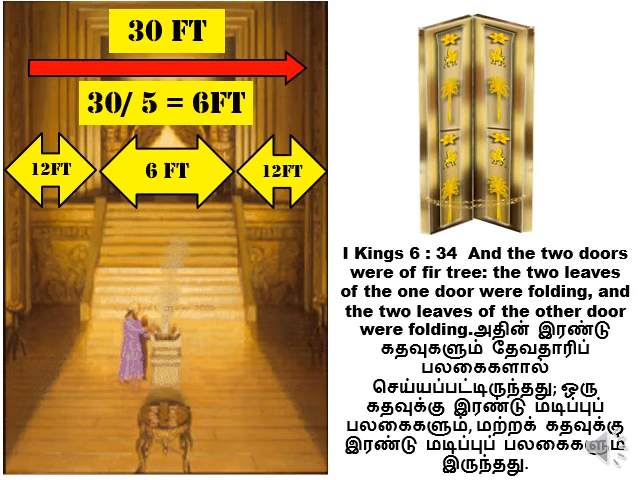 30 FT
30/ 5 = 6FT
12FT
6 FT
12FT
I Kings 6 : 34 And the two doors
were of fir tree: the two leaves
of the one door were folding, and
the two leaves of the other door
were folding.அதின் இரண்டு
கதவுகளும் தேவதாரிப்
பலகைகளால்
செய்யப்பட்டிருந்தது; ஒரு
கதவுக்கு இரண்டு மடிப்புப்
பலகைகளும், மற்றக் கதவுக்கு
இரண்டு மடிப்புப் பலகைகளும்
இருந்தது.